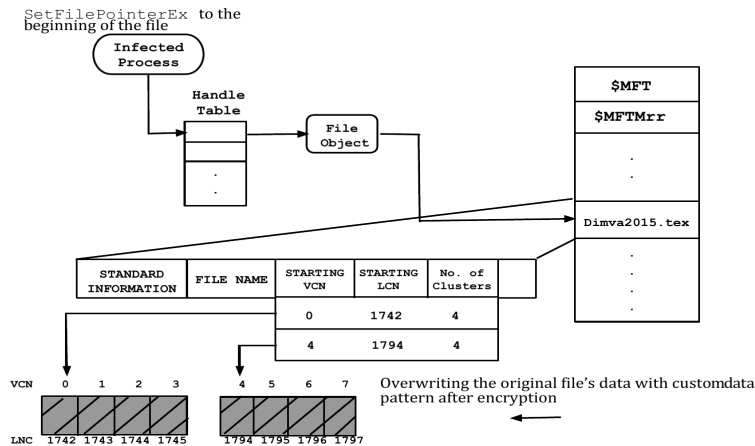 SetFilePointerEx to the
beginning of the file
Infected
Process
Handle
Table
File
Object
$MFT
$MFTMrr
.
.
Dimva2015.tex
.
.
.
.
.
.
STANDARD
INFORMATION
FILE NAME
STARTING
VCN
STARTING
LCN
No. of
Clusters
0 1742 4
4 1794 4
VCN 0 1 2 3 4 5 6 7
Overwriting the original file's data with customdata
pattern after encryption
LNC 1742 1743 1744 1745 1794 1795 1796 1797